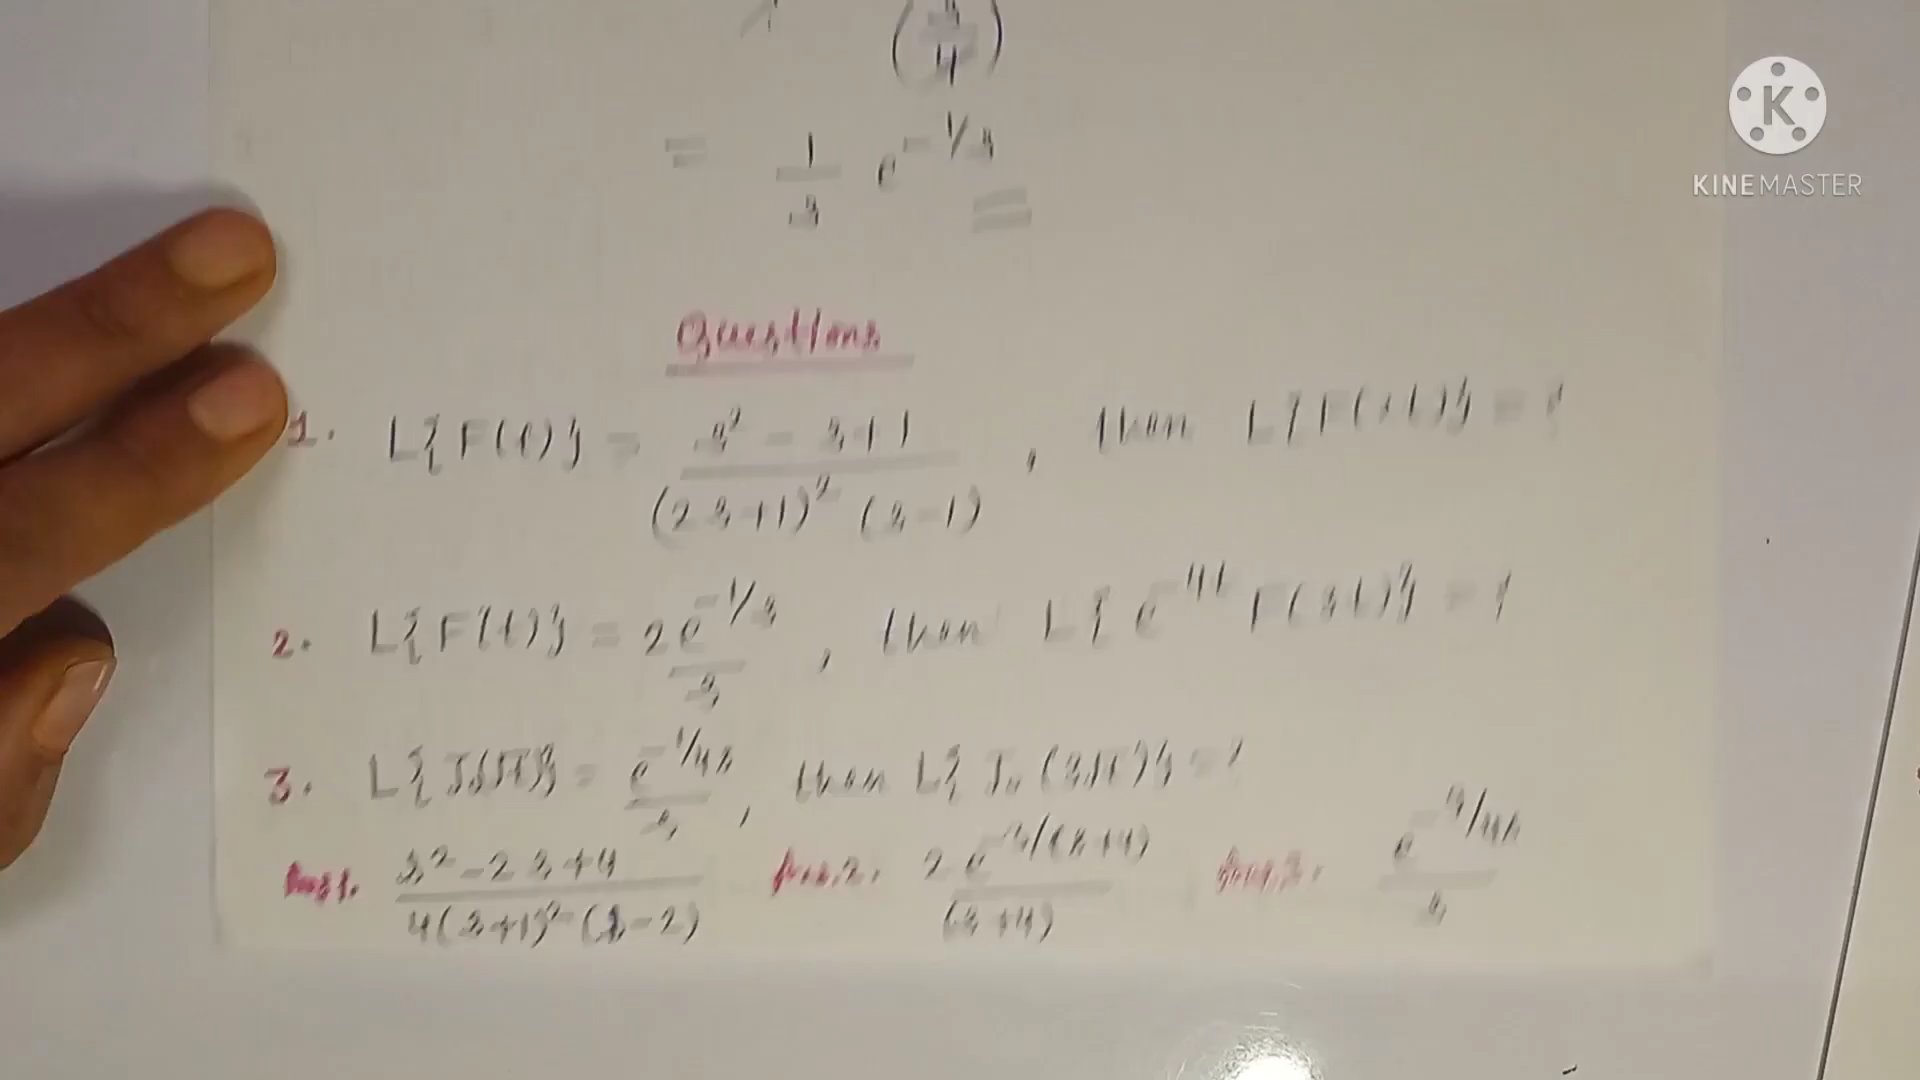 (s/4)
= 1/s e^{-1/s}
KINEMASTER
Questions
1. L{F(t)} = s² - s+1 / (2s+1)² (s-1) , then L{F(2t)} = ?
2. L{F(t)} = 2e^{-1/s} / s , then L{e^{-4t} F(3t)} = ?
3. L{J₀(√t)} = e^{-1/4s} / s , then L{J₀(3√t)} = ?
Ans1. s²-2s+4 / 4(s+1)² (s-2) Ans2. 2e^{-3/(s+4)} / (s+4) Ans3. e^{-9/4s} / s